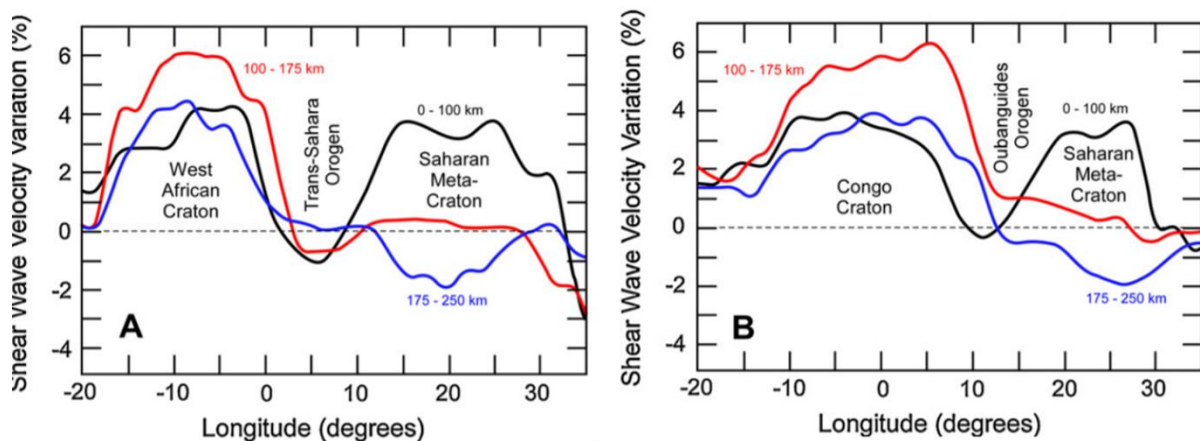 Shear Wave Velocity Variation (%)
6
4
2
0
-2
-4
100 - 175 km
0 - 100 km
175 - 250 km
West
African
Craton
Trans-Sahara
Orogen
Saharan
Meta-
Craton
A
-20
-10
0
10
20
30
Longitude (degrees)
Shear Wave Velocity Variation (%)
6
4
2
0
-2
-4
100 - 175 km
0 - 100 km
175 - 250 km
Congo
Craton
Oubanguides
Orogen
Saharan
Meta-
Craton
B
-20
-10
0
10
20
30
Longitude (degrees)